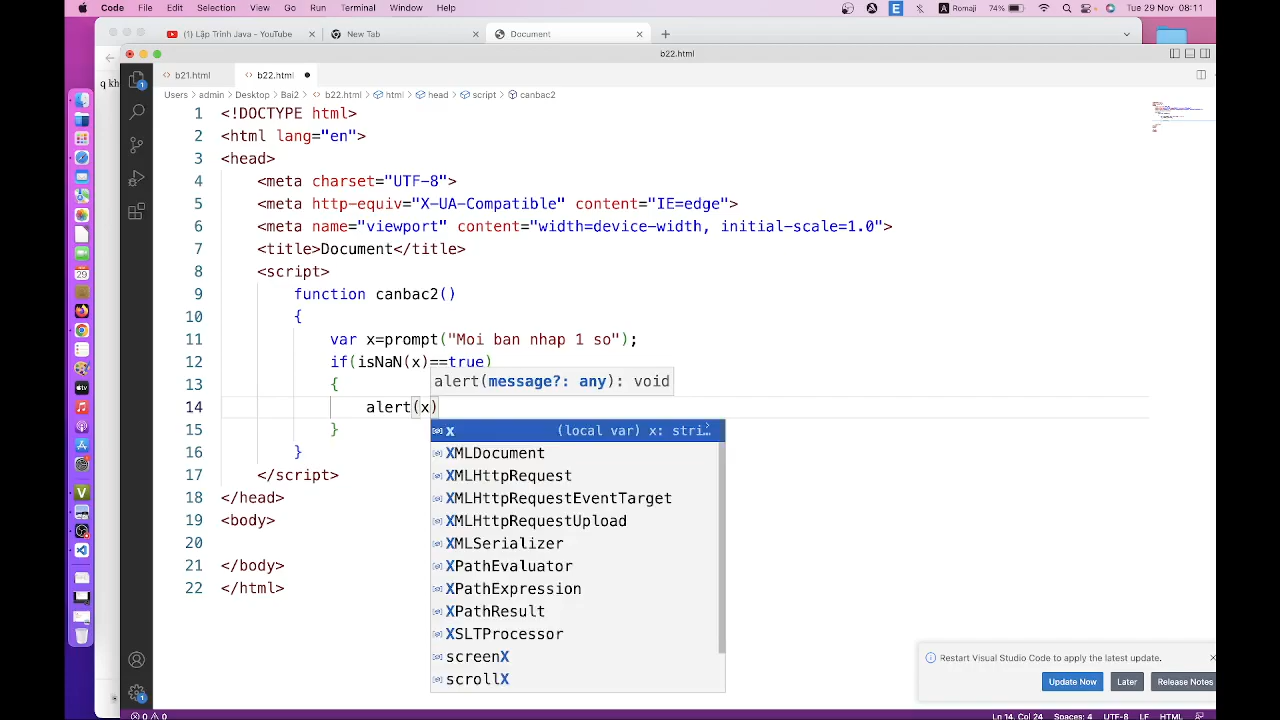 Code File Edit Selection View Go Run Terminal Window Help E A Romaji 74% Tue 29 Nov 08:11
(1) Lập Trình Java - YouTube New Tab Document
b22.html
b21.html b22.html
q kh
Users > admin > Desktop > Bai2 > b22.html > html > head > script > canbac2
1 <!DOCTYPE html>
2 <html lang="en">
3 <head>
4 <meta charset="UTF-8">
5 <meta http-equiv="X-UA-Compatible" content="IE=edge">
6 <meta name="viewport" content="width=device-width, initial-scale=1.0">
7 <title>Document</title>
8 <script>
9 function canbac2()
10 {
11 var x=prompt("Moi ban nhap 1 so");
12 if(isNaN(x)==true)
alert(message?: any): void
13 {
14 alert(x)
x (local var) x: stri…
15 }
XMLDocument
16 }
XMLHttpRequest
17 </script>
XMLHttpRequestEventTarget
18 </head>
XMLHttpRequestUpload
19 <body>
XMLSerializer
20
XPathEvaluator
21 </body>
XPathExpression
22 </html>
XPathResult
XSLTProcessor
screenX
scrollX
Restart Visual Studio Code to apply the latest update.
Update Now Later Release Notes
0 0 Ln 14, Col 24 Spaces: 4 UTF-8 LF HTML